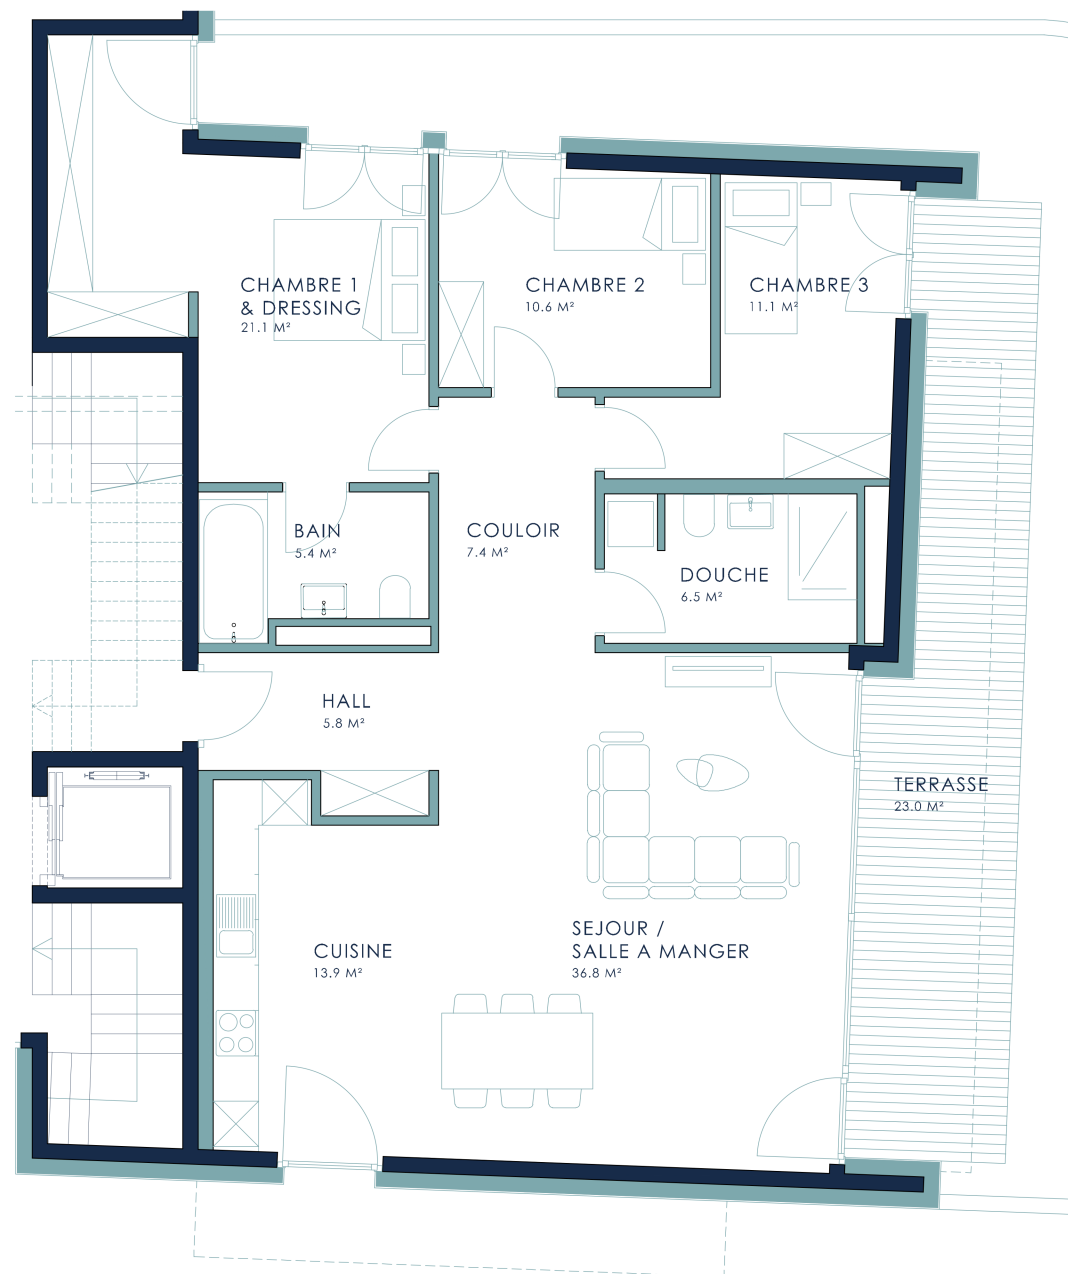 CHAMBRE 1
& DRESSING
21.1 M²
CHAMBRE 2
10.6 M²
CHAMBRE 3
11.1 M²
BAIN
5.4 M²
COULOIR
7.4 M²
DOUCHE
6.5 M²
HALL
5.8 M²
TERRASSE
23.0 M²
CUISINE
13.9 M²
SEJOUR /
SALLE A MANGER
36.8 M²